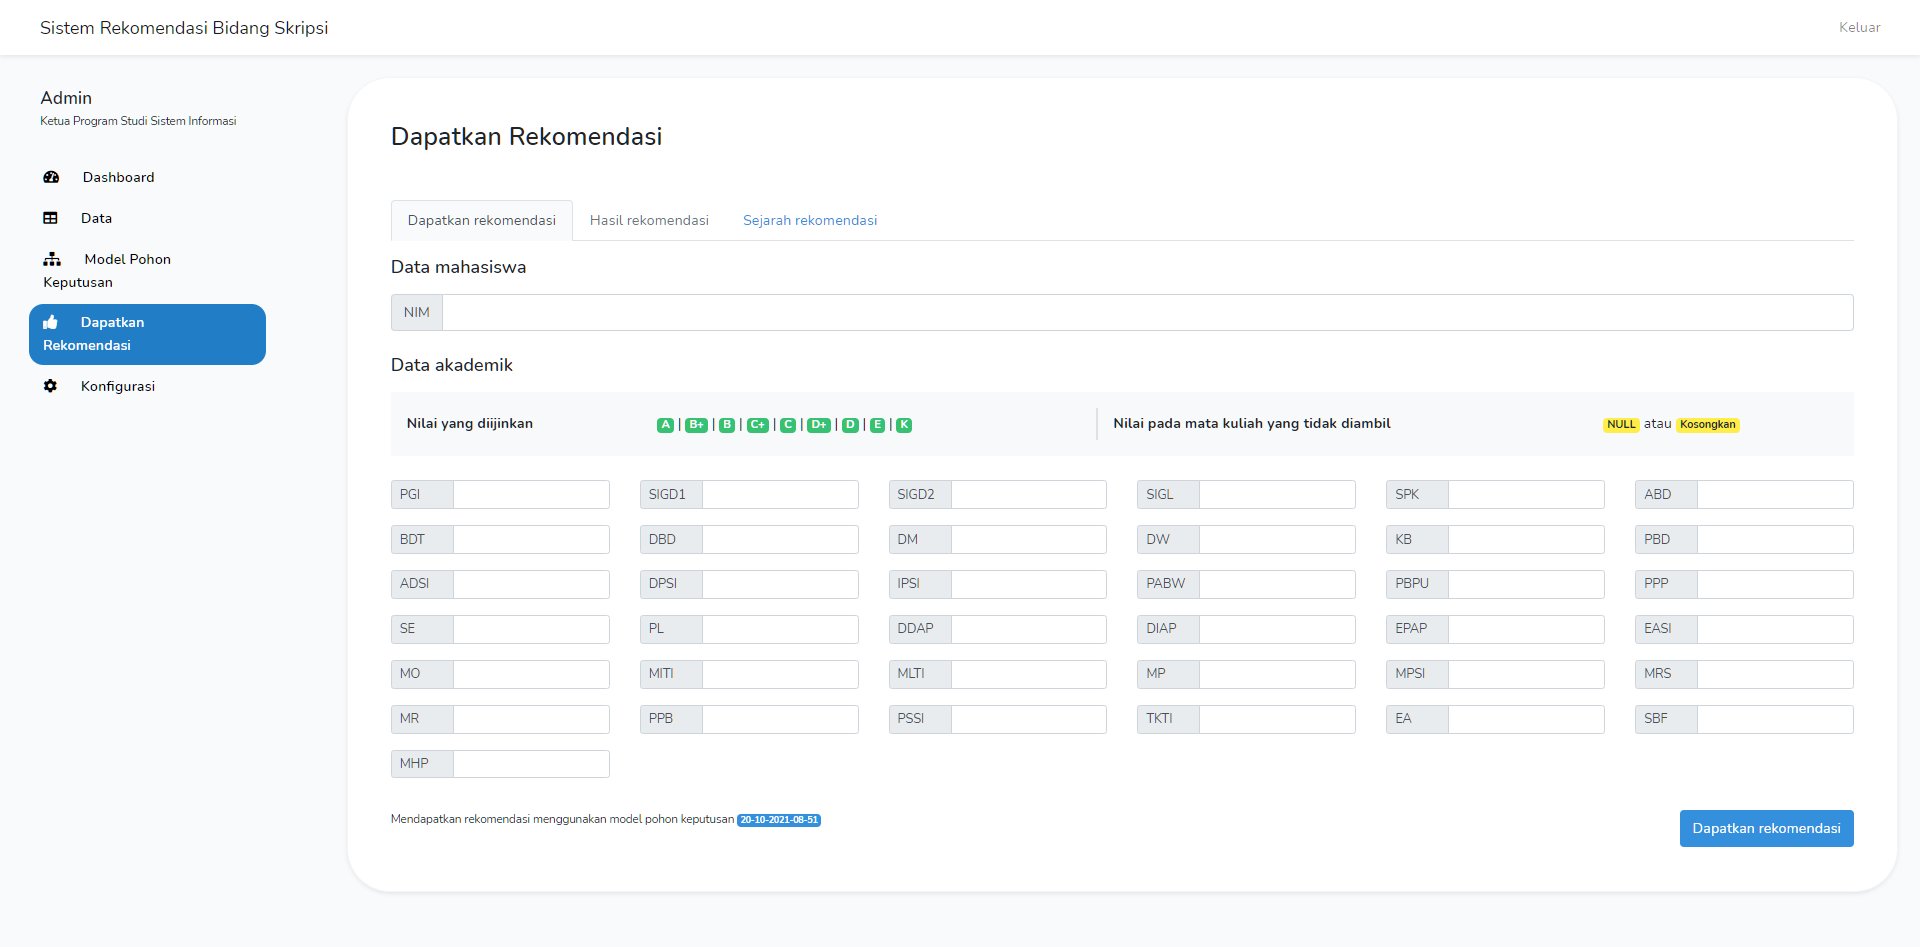 Sistem Rekomendasi Bidang Skripsi
Keluar
Admin
Ketua Program Studi Sistem Informasi
Dashboard
Data
Model Pohon
Keputusan
Dapatkan
Rekomendasi
Konfigurasi
Dapatkan Rekomendasi
Dapatkan rekomendasi Hasil rekomendasi Sejarah rekomendasi
Data mahasiswa
NIM
Data akademik
Nilai yang diijinkan A | B+ | B | C+ | C | D+ | D | E | K Nilai pada mata kuliah yang tidak diambil NULL atau Kosongkan
PGI SIGD1 SIGD2 SIGL SPK ABD
BDT DBD DM DW KB PBD
ADSI DPSI IPSI PABW PBPU PPP
SE PL DDAP DIAP EPAP EASI
MO MITI MLTI MP MPSI MRS
MR PPB PSSI TKTI EA SBF
MHP
Mendapatkan rekomendasi menggunakan model pohon keputusan 20-10-2021-08-51
Dapatkan rekomendasi